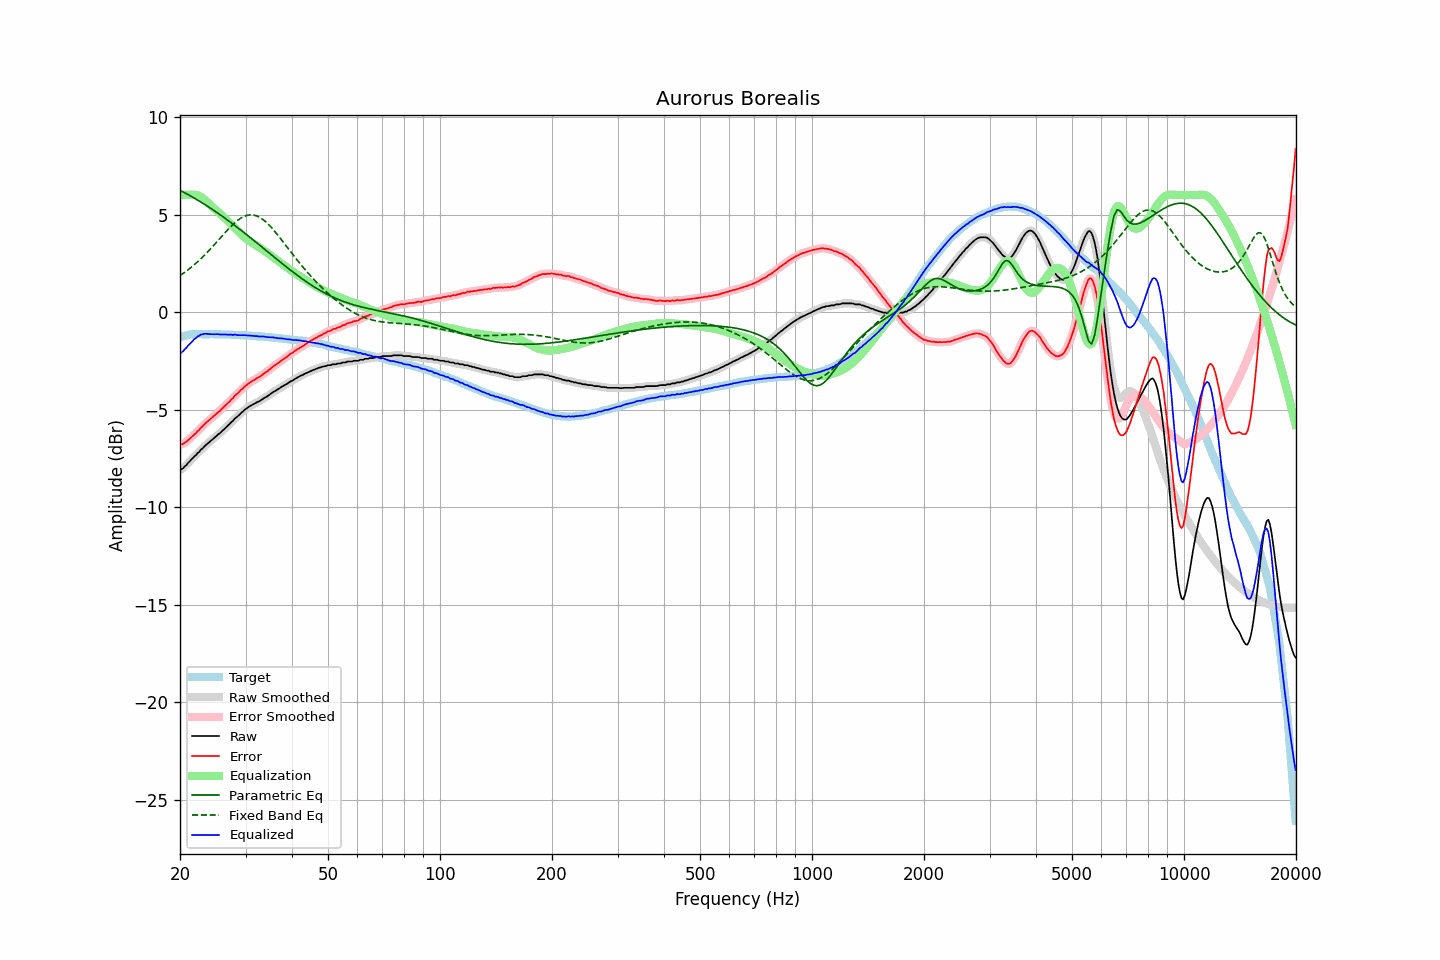 Aurorus Borealis
10
5
0
−5
−10
−15
−20
−25
Amplitude (dBr)
Target
Raw Smoothed
Error Smoothed
Raw
Error
Equalization
Parametric Eq
Fixed Band Eq
Equalized
20 50 100 200 500 1000 2000 5000 10000 20000
Frequency (Hz)